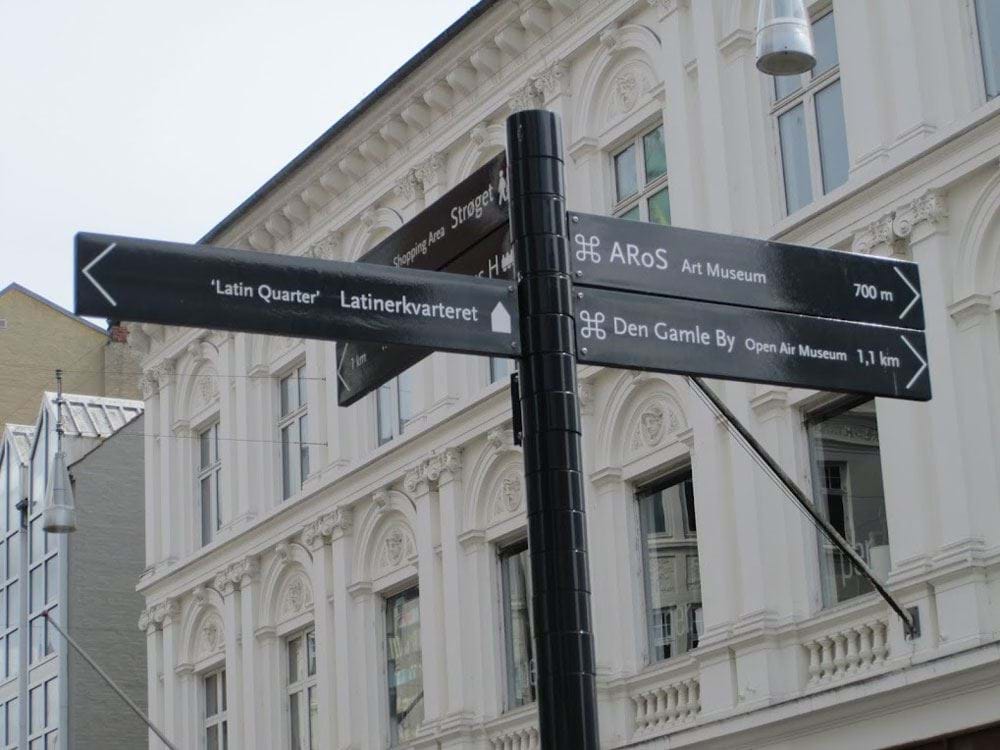 Shopping Area Strøget
'Latin Quarter' Latinerkvarteret
ARoS Art Museum 700 m
Den Gamle By Open Air Museum 1,1 km
km